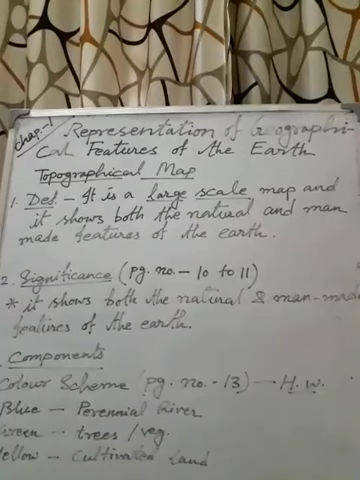 Chap-1
Representation of Geographi-
cal Features of the Earth
Topographical Map
1. Def - It is a large scale map and
it shows both the natural and man
made features of the earth.
2. Significance (pg. no. - 10 to 11)
* it shows both the natural & man-made
features of the earth.
Components
Colour Scheme (pg. no. - 13) - H.w.
Blue - Perennial River
Green - trees / veg.
Yellow - Cultivated land